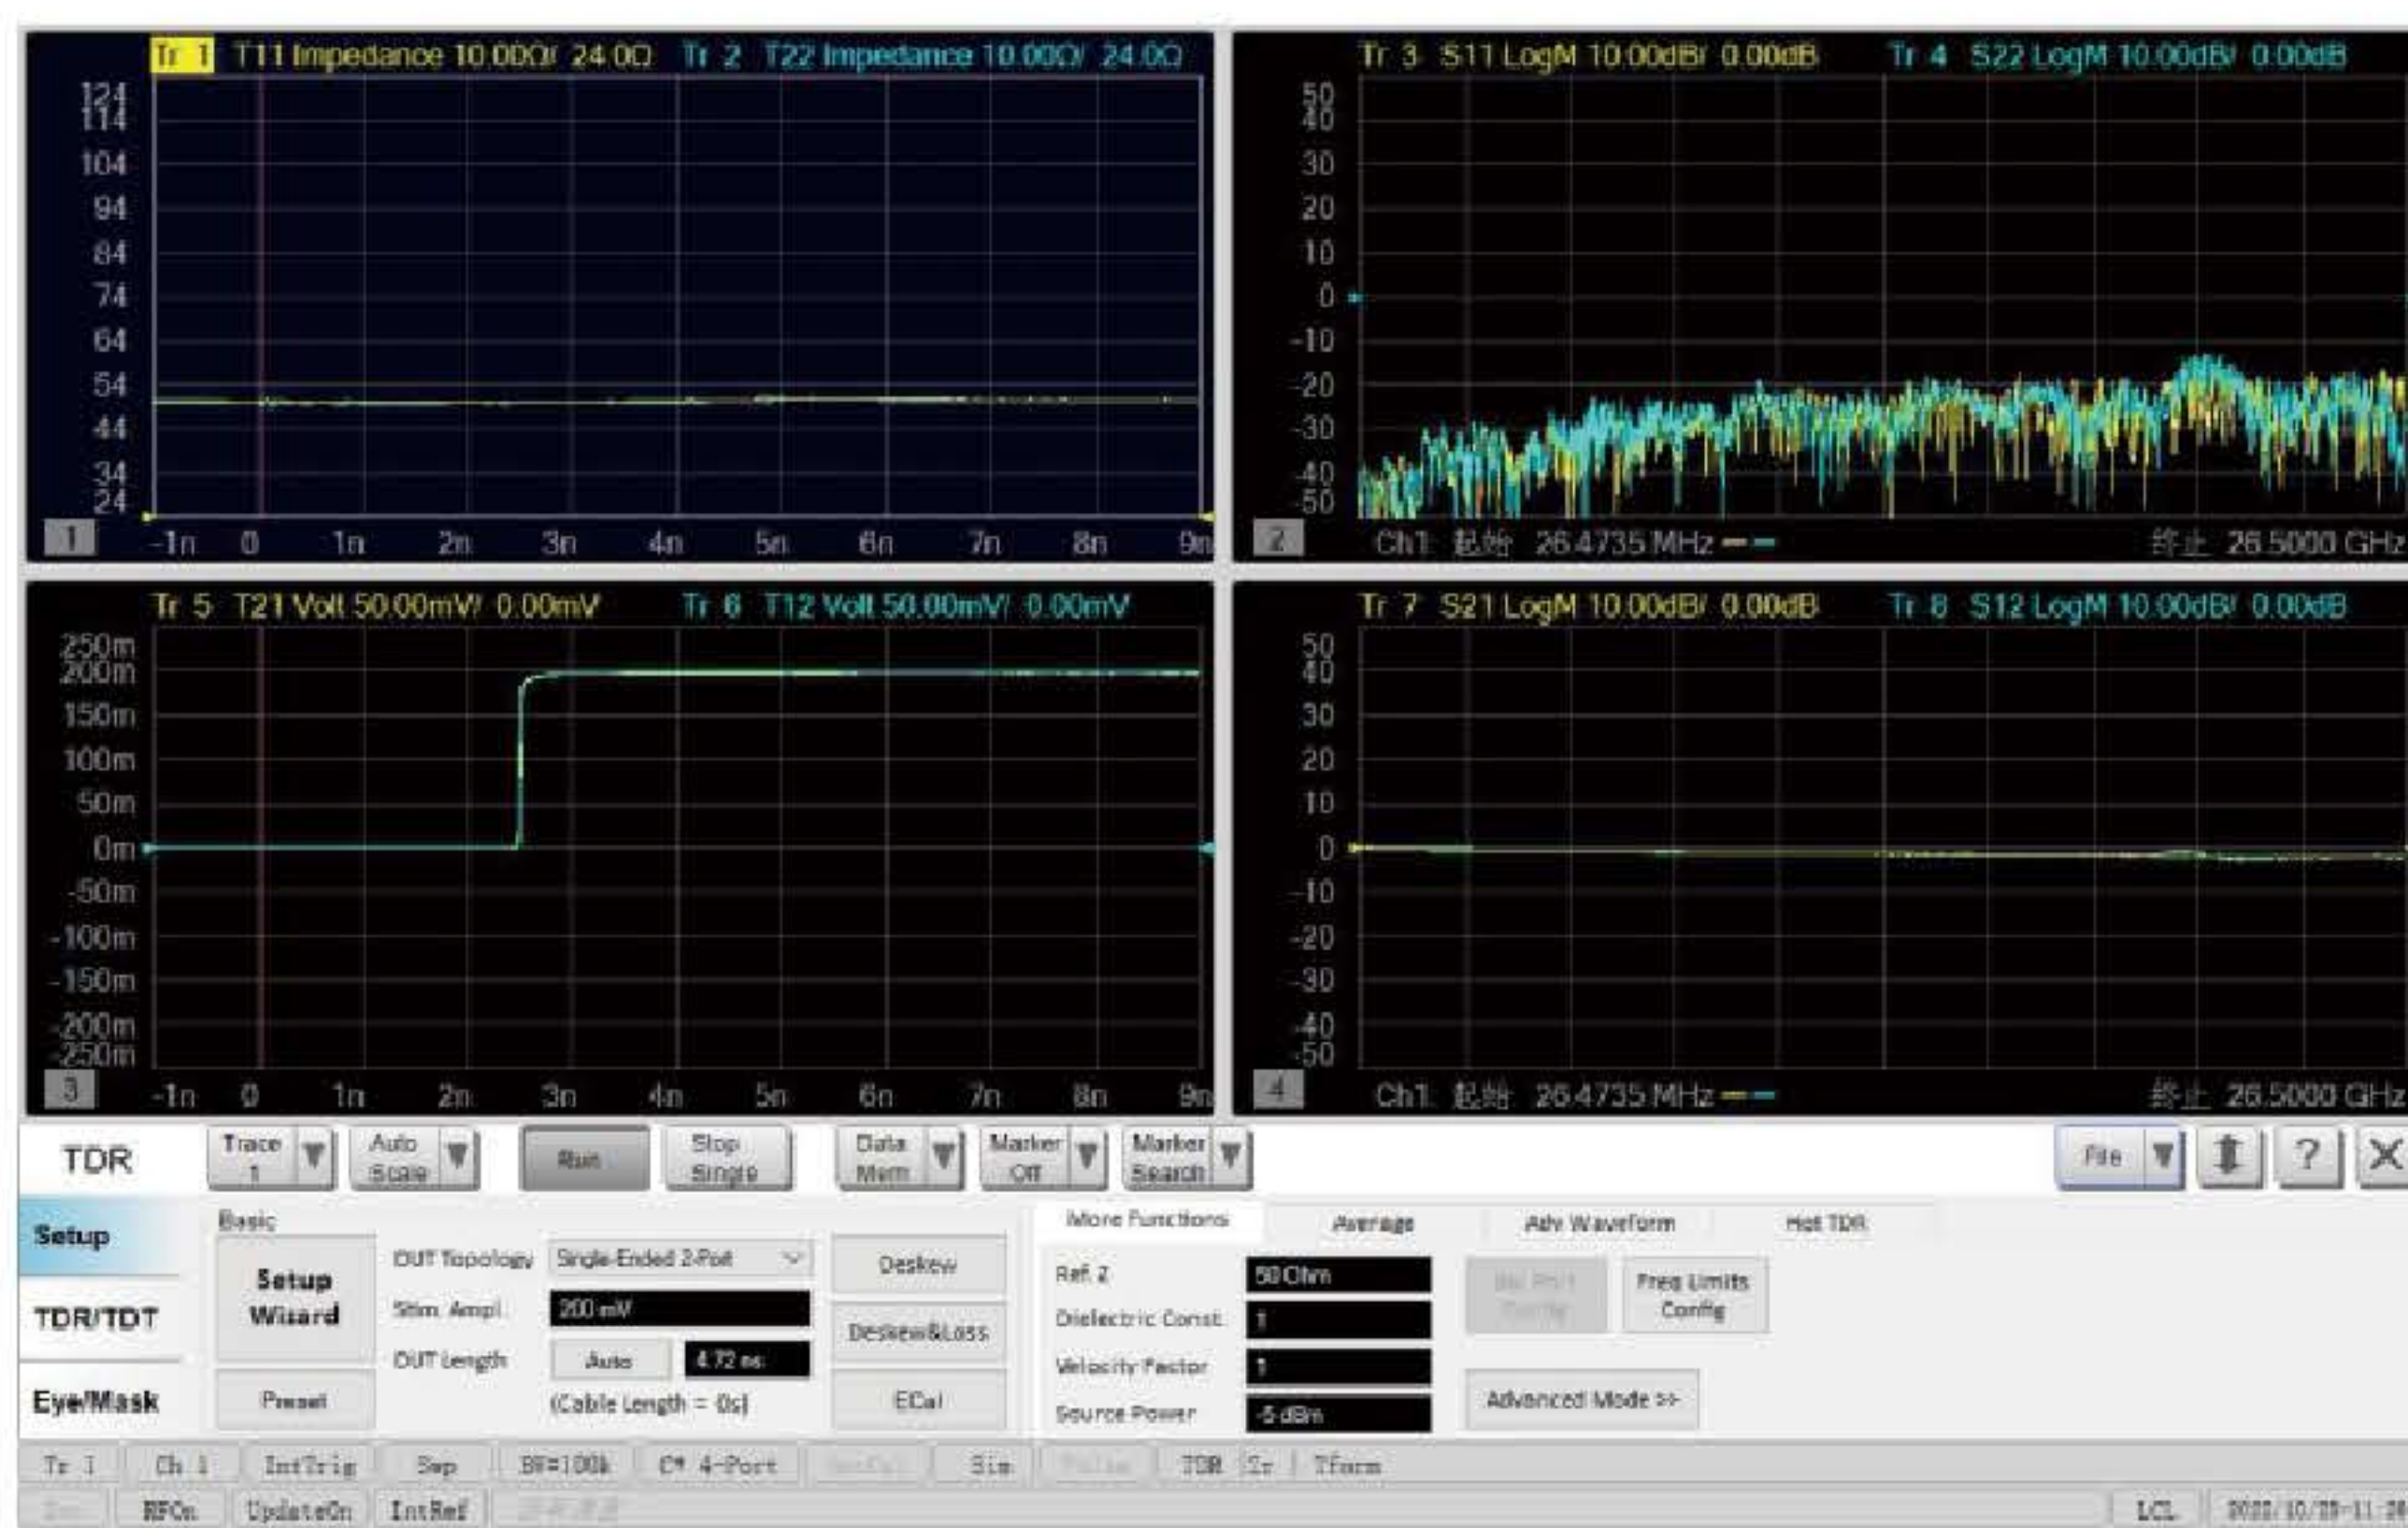 Tr 1 T11 Impedance 10.00Ω/ 24.0Ω Tr 2 T22 Impedance 10.00Ω/ 24.0Ω
124
114
104
94
84
74
64
54
44
34
24
1 -1n 0 1n 2n 3n 4n 5n 6n 7n 8n 9n
Tr 3 S11 LogM 10.00dB/ 0.00dB Tr 4 S22 LogM 10.00dB/ 0.00dB
50
40
30
20
10
0
-10
-20
-30
-40
-50
2 Ch1: 起始 26.4735 MHz 终止 26.5000 GHz
Tr 5 T21 Volt 50.00mV/ 0.00mV Tr 6 T12 Volt 50.00mV/ 0.00mV
250m
200m
150m
100m
50m
0m
-50m
-100m
-150m
-200m
-250m
3 -1n 0 1n 2n 3n 4n 5n 6n 7n 8n 9n
Tr 7 S21 LogM 10.00dB/ 0.00dB Tr 8 S12 LogM 10.00dB/ 0.00dB
50
40
30
20
10
0
-10
-20
-30
-40
-50
4 Ch1: 起始 26.4735 MHz 终止 26.5000 GHz
TDR
Trace
1
Auto
Scale
Run
Stop
Single
Data
Mem
Marker
Off
Marker
Search
File
?
X
Setup
TDR/TDT
Eye/Mask
Basic
Setup
Wizard
Preset
DUT Topology Single-Ended 2-Port
Stim. Ampl. 200 mV
DUT Length Auto 4.72 ns
(Cable Length = 0s)
Deskew
Deskew&Loss
ECal
More Functions Average Adv Waveform Hot TDR
Ref. Z 50 Ohm
Dielectric Const. 1
Velocity Factor 1
Source Power -5 dBm
Freq Limits
Config
Advanced Mode >>
Tr 1 Ch 1 IntTrig Swp BW=100k C* 4-Port Sim TDR Zr Tform
RFOn UpdateOn IntRef LCL